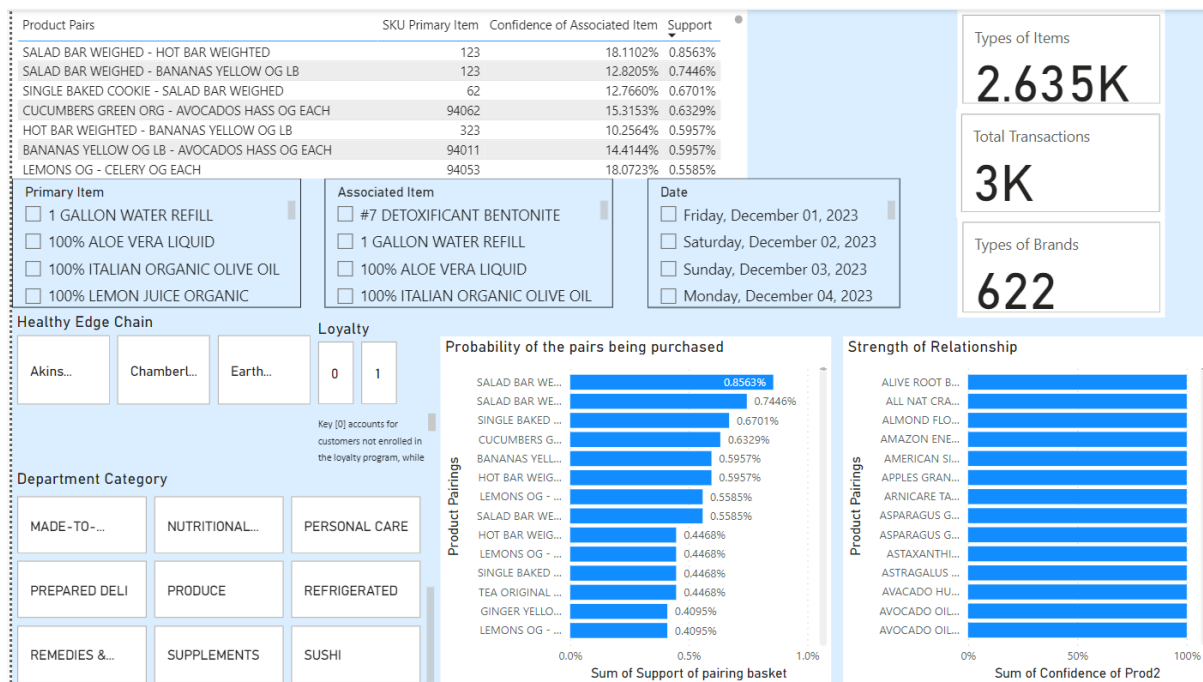 Product Pairs SKU Primary Item Confidence of Associated Item Support
SALAD BAR WEIGHED - HOT BAR WEIGHTED 123 18.1102% 0.8563%
SALAD BAR WEIGHED - BANANAS YELLOW OG LB 123 12.8205% 0.7446%
SINGLE BAKED COOKIE - SALAD BAR WEIGHED 62 12.7660% 0.6701%
CUCUMBERS GREEN ORG - AVOCADOS HASS OG EACH 94062 15.3153% 0.6329%
HOT BAR WEIGHTED - BANANAS YELLOW OG LB 323 10.2564% 0.5957%
BANANAS YELLOW OG LB - AVOCADOS HASS OG EACH 94011 14.4144% 0.5957%
LEMONS OG - CELERY OG EACH 94053 18.0723% 0.5585%
Types of Items
2.635K
Total Transactions
3K
Types of Brands
622
Primary Item
1 GALLON WATER REFILL
100% ALOE VERA LIQUID
100% ITALIAN ORGANIC OLIVE OIL
100% LEMON JUICE ORGANIC
Associated Item
#7 DETOXIFICANT BENTONITE
1 GALLON WATER REFILL
100% ALOE VERA LIQUID
100% ITALIAN ORGANIC OLIVE OIL
Date
Friday, December 01, 2023
Saturday, December 02, 2023
Sunday, December 03, 2023
Monday, December 04, 2023
Healthy Edge Chain
Akins...
Chamberl...
Earth...
Loyalty
0
1
Key [0] accounts for
customers not enrolled in
the loyalty program, while
Department Category
MADE-TO-...
NUTRITIONAL...
PERSONAL CARE
PREPARED DELI
PRODUCE
REFRIGERATED
REMEDIES &...
SUPPLEMENTS
SUSHI
Probability of the pairs being purchased
Product Pairings
SALAD BAR WE... 0.8563%
SALAD BAR WE... 0.7446%
SINGLE BAKED ... 0.6701%
CUCUMBERS G... 0.6329%
BANANAS YELL... 0.5957%
HOT BAR WEIG... 0.5957%
LEMONS OG - ... 0.5585%
SALAD BAR WE... 0.5585%
HOT BAR WEIG... 0.4468%
LEMONS OG - ... 0.4468%
SINGLE BAKED ... 0.4468%
TEA ORIGINAL ... 0.4468%
GINGER YELLO... 0.4095%
LEMONS OG - ... 0.4095%
0.0% 0.5% 1.0%
Sum of Support of pairing basket
Strength of Relationship
Product Pairings
ALIVE ROOT B...
ALL NAT CRA...
ALMOND FLO...
AMAZON ENE...
AMERICAN SI...
APPLES GRAN...
ARNICARE TA...
ASPARAGUS G...
ASPARAGUS G...
ASTAXANTHI...
ASTRAGALUS ...
AVACADO HU...
AVOCADO OIL...
AVOCADO OIL...
0% 50% 100%
Sum of Confidence of Prod2